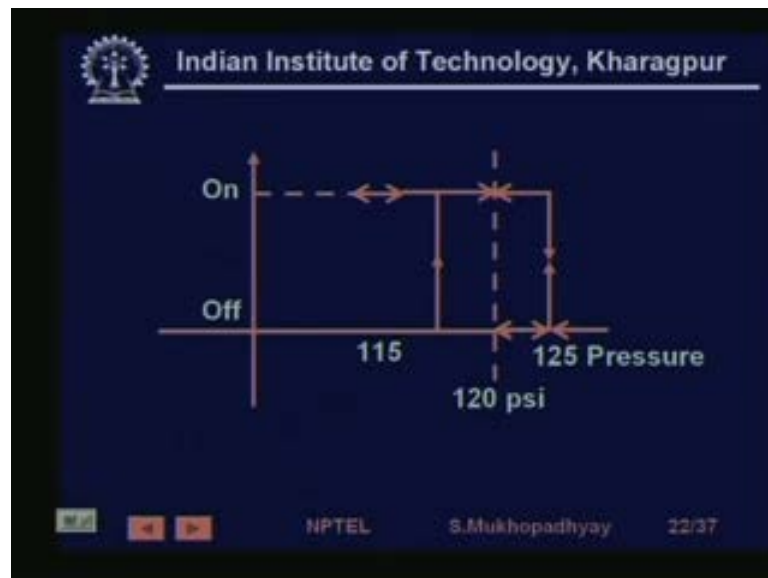 Indian Institute of Technology, Kharagpur
On
Off
115
125 Pressure
120 psi
NPTEL S.Mukhopadhyay 22/37